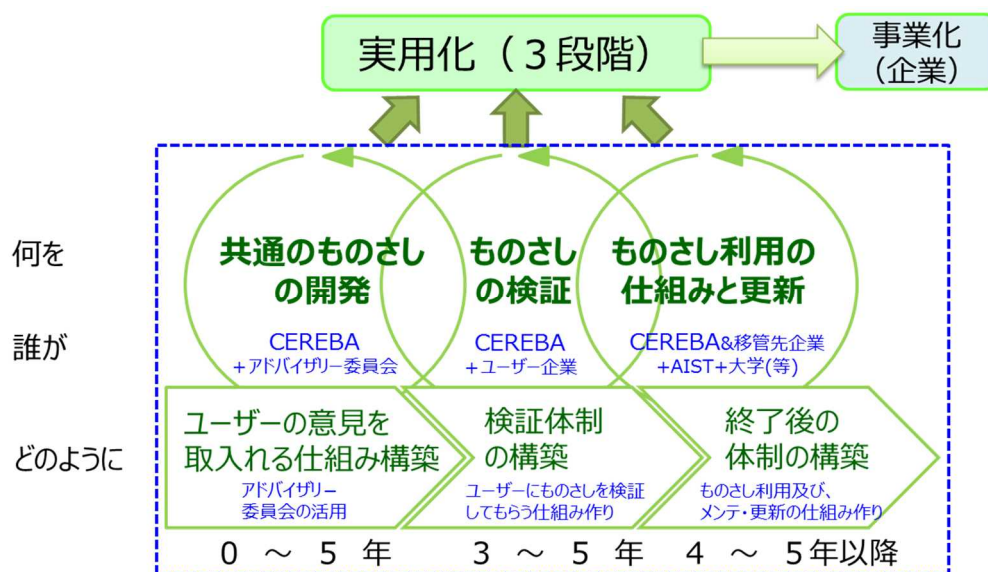 実用化（３段階）
事業化
（企業）
何を
共通のものさし
の開発
ものさし
の検証
ものさし利用の
仕組みと更新
誰が
CEREBA
+アドバイザリー委員会
CEREBA
+ユーザー企業
CEREBA&移管先企業
+AIST+大学(等)
どのように
ユーザーの意見を
取入れる仕組み構築
アドバイザリー
委員会の活用
検証体制
の構築
ユーザーにものさしを検証
してもらう仕組み作り
終了後の
体制の構築
ものさし利用及び、
メンテ・更新の仕組み作り
０ ～ ５ 年
３ ～ ５ 年
４ ～ ５年以降